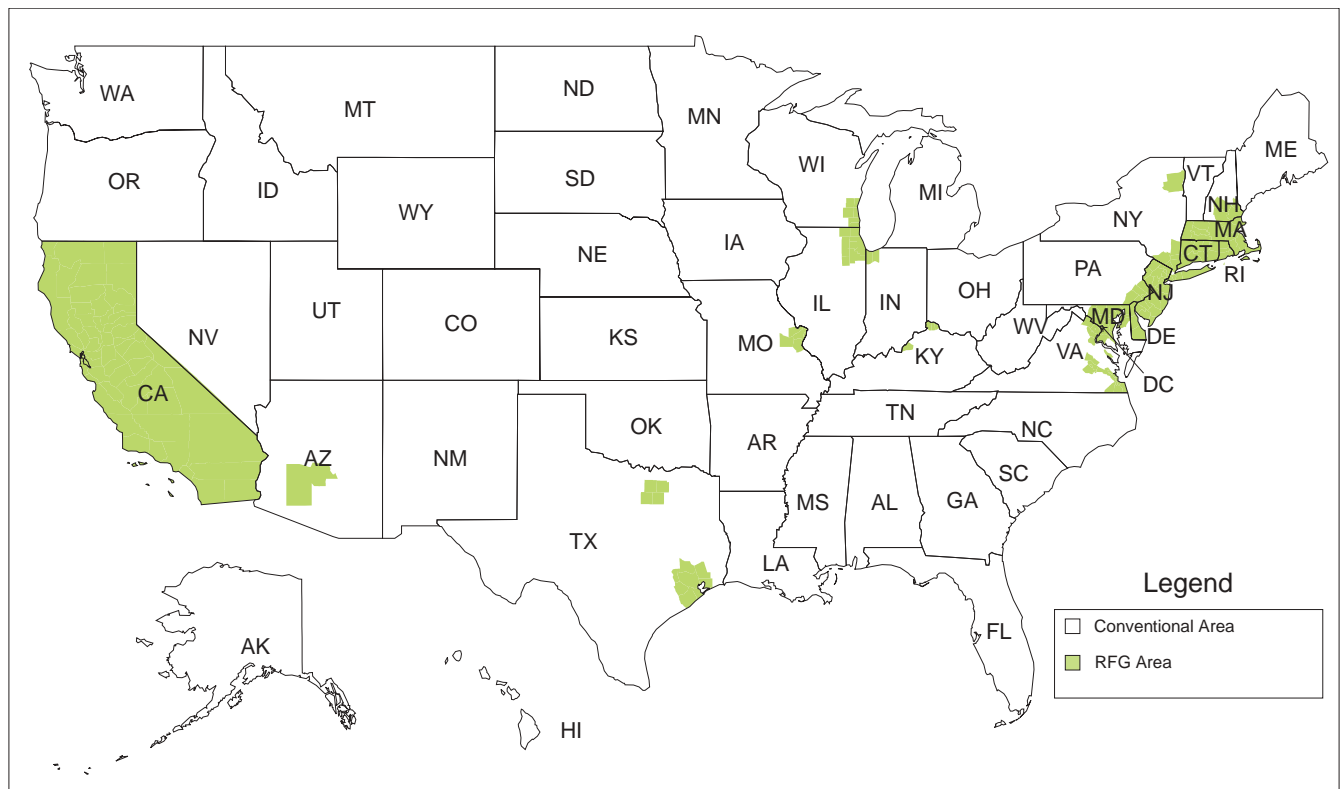 WA
MT
ND
MN
ME
OR
ID
WY
SD
WI
MI
VT
NH
NY
MA
CT
RI
NE
IA
PA
NJ
NV
UT
CO
KS
MO
IL
IN
OH
WV
MD
DE
VA
DC
KY
CA
AZ
NM
OK
AR
TN
NC
SC
MS
AL
GA
TX
LA
FL
AK
HI
Legend
Conventional Area
RFG Area